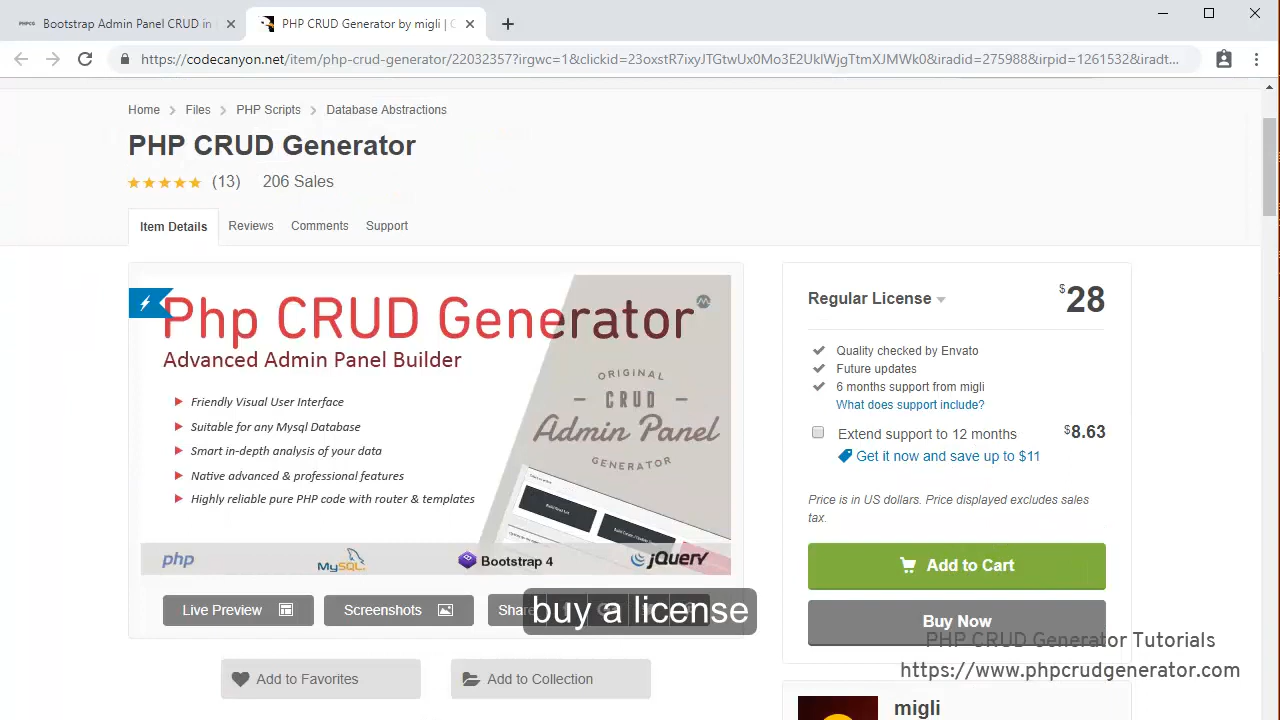 Bootstrap Admin Panel CRUD in
PHP CRUD Generator by migli | C
https://codecanyon.net/item/php-crud-generator/22032357?irgwc=1&clickid=23oxstR7ixyJTGtwUx0Mo3E2UklWjgTtmXJMWk0&iradid=275988&irpid=1261532&iradt...
Home
Files
PHP Scripts
Database Abstractions
PHP CRUD Generator
(13)
206 Sales
Item Details
Reviews
Comments
Support
Php CRUD Generator
Advanced Admin Panel Builder
Friendly Visual User Interface
Suitable for any Mysql Database
Smart in-depth analysis of your data
Native advanced & professional features
Highly reliable pure PHP code with router & templates
ORIGINAL
CRUD
Admin Panel
GENERATOR
php
MySQL
Bootstrap 4
jQuery
Live Preview
Screenshots
Share
buy a license
Add to Favorites
Add to Collection
Regular License
$28
Quality checked by Envato
Future updates
6 months support from migli
What does support include?
Extend support to 12 months
$8.63
Get it now and save up to $11
Price is in US dollars. Price displayed excludes sales
tax.
Add to Cart
Buy Now
PHP CRUD Generator Tutorials
https://www.phpcrudgenerator.com
migli